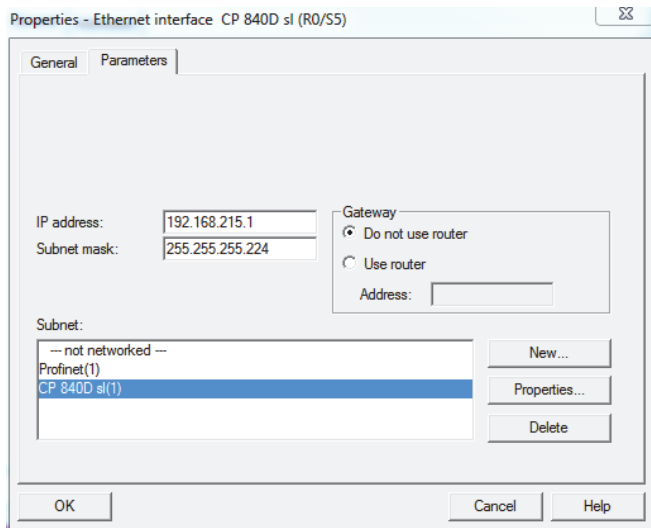 Properties - Ethernet interface CP 840D sl (R0/S5)
General
Parameters
IP address:
192.168.215.1
Subnet mask:
255.255.255.224
Gateway
Do not use router
Use router
Address:
Subnet:
--- not networked ---
Profinet(1)
CP 840D sl(1)
New...
Properties...
Delete
OK
Cancel
Help